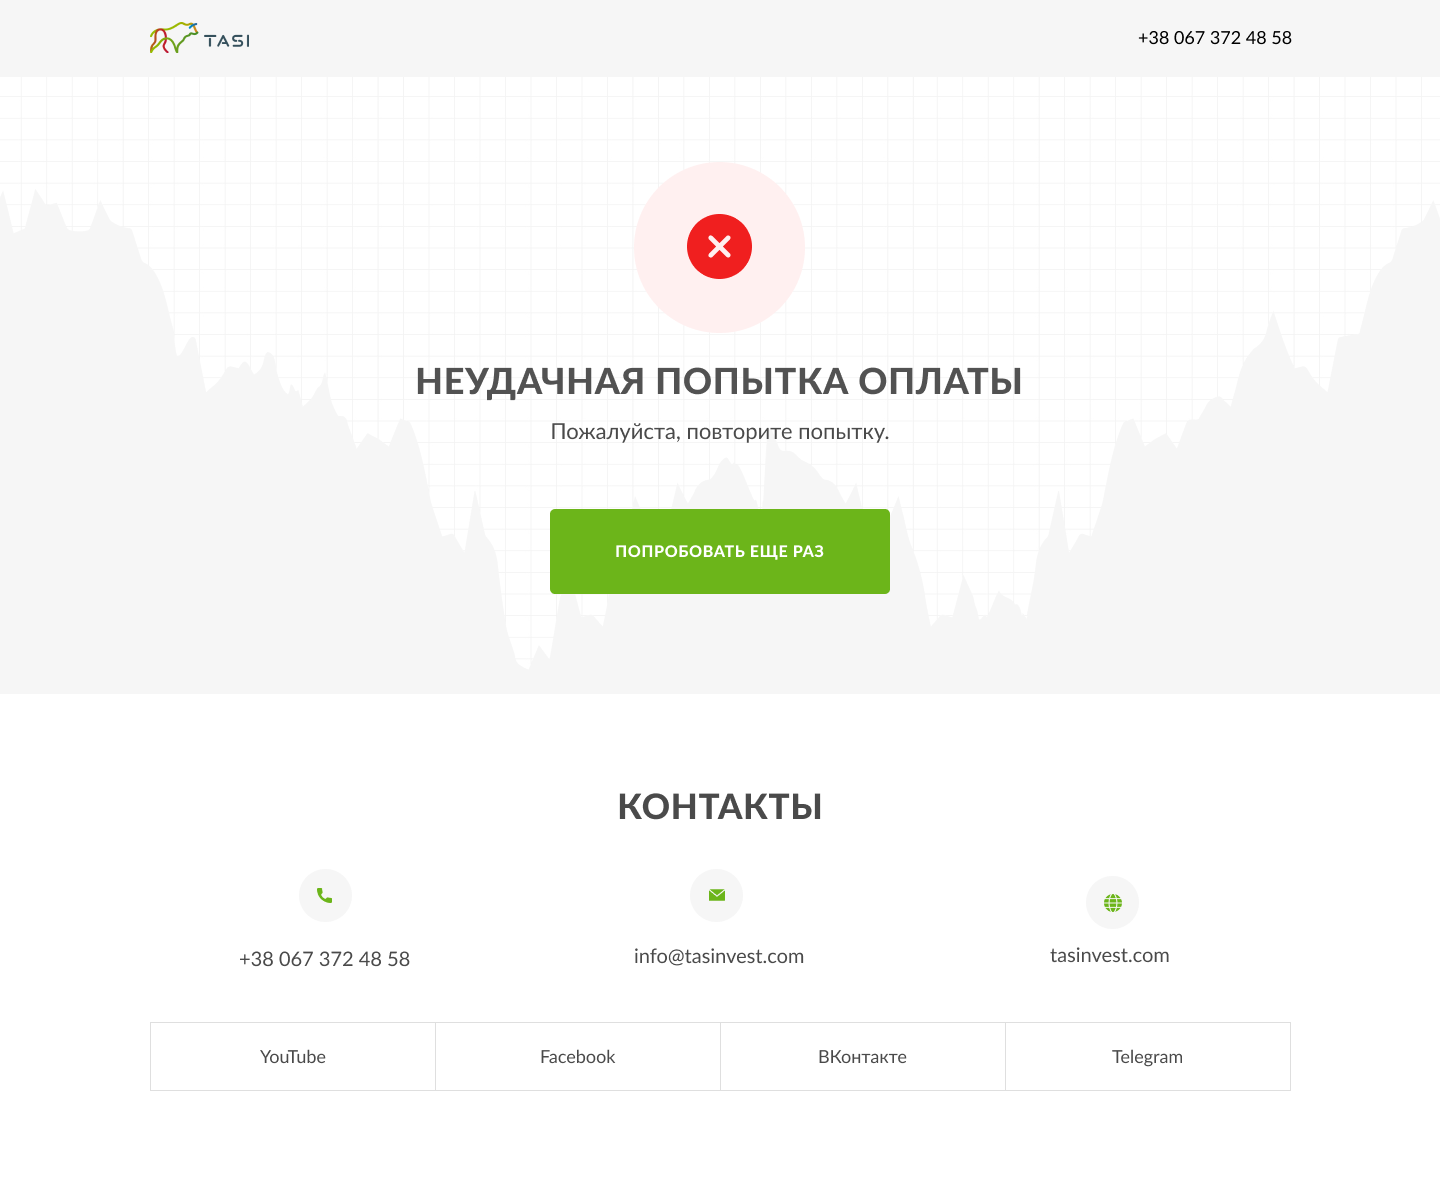 TASI
+38 067 372 48 58
НЕУДАЧНАЯ ПОПЫТКА ОПЛАТЫ
Пожалуйста, повторите попытку.
ПОПРОБОВАТЬ ЕЩЕ РАЗ
КОНТАКТЫ
+38 067 372 48 58
info@tasinvest.com
tasinvest.com
YouTube
Facebook
ВКонтакте
Telegram